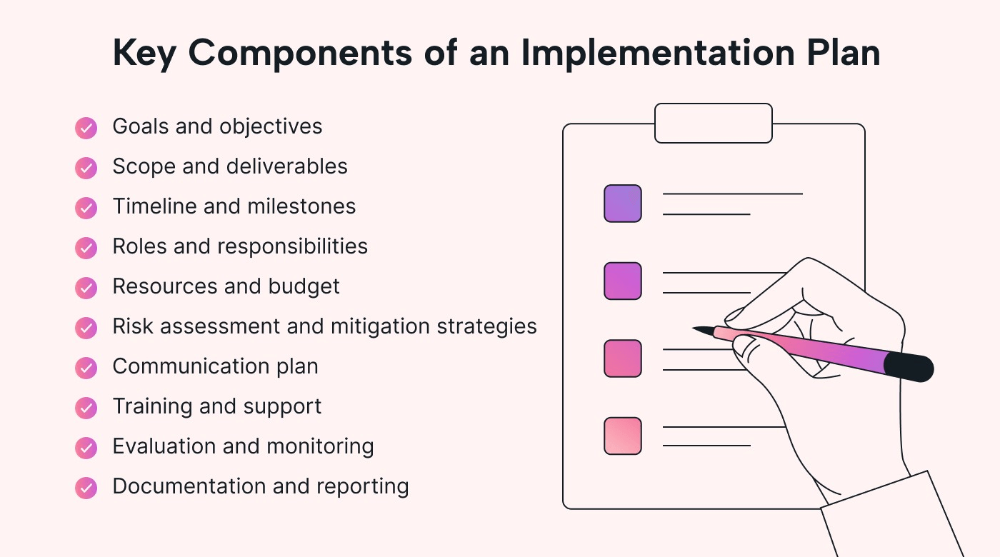 Key Components of an Implementation Plan
Goals and objectives
Scope and deliverables
Timeline and milestones
Roles and responsibilities
Resources and budget
Risk assessment and mitigation strategies
Communication plan
Training and support
Evaluation and monitoring
Documentation and reporting